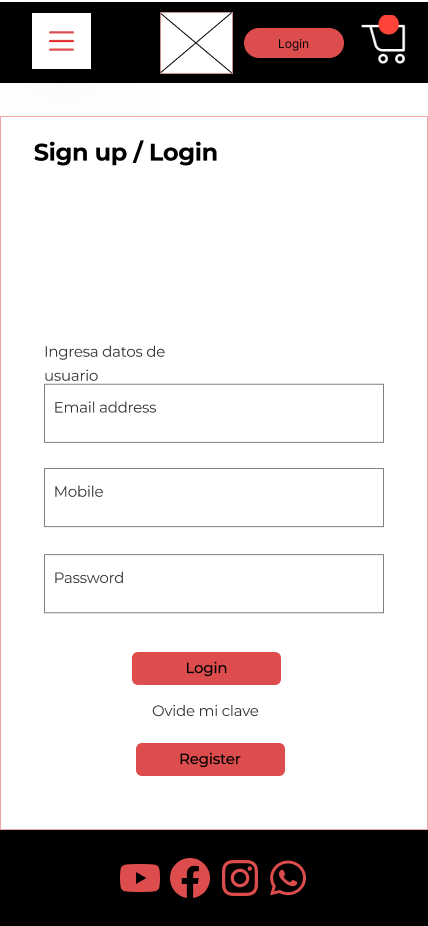 Login
Sign up / Login
Ingresa datos de
usuario
Email address
Mobile
Password
Login
Ovide mi clave
Register